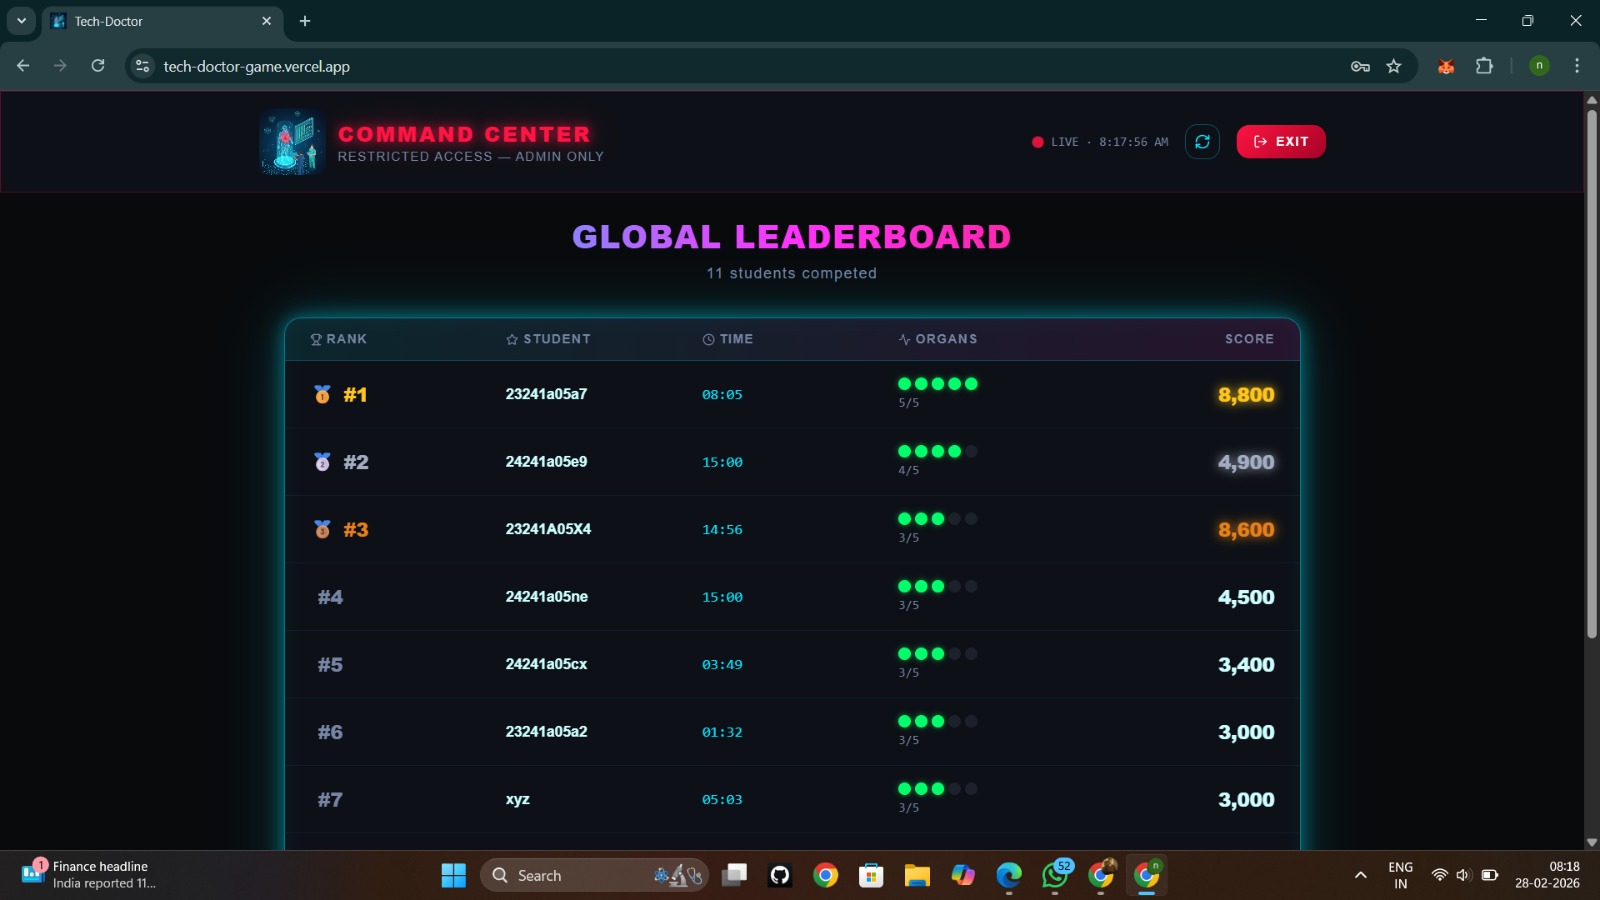 Tech-Doctor
tech-doctor-game.vercel.app
n
COMMAND CENTER
RESTRICTED ACCESS — ADMIN ONLY
LIVE · 8:17:56 AM
EXIT
GLOBAL LEADERBOARD
11 students competed
RANK STUDENT TIME ORGANS SCORE
1 #1 23241a05a7 08:05 5/5 8,800
2 #2 24241a05e9 15:00 4/5 4,900
3 #3 23241A05X4 14:56 3/5 8,600
#4 24241a05ne 15:00 3/5 4,500
#5 24241a05cx 03:49 3/5 3,400
#6 23241a05a2 01:32 3/5 3,000
#7 xyz 05:03 3/5 3,000
1 Finance headline
India reported 11...
Search
52
n
ENG
IN
08:18
28-02-2026